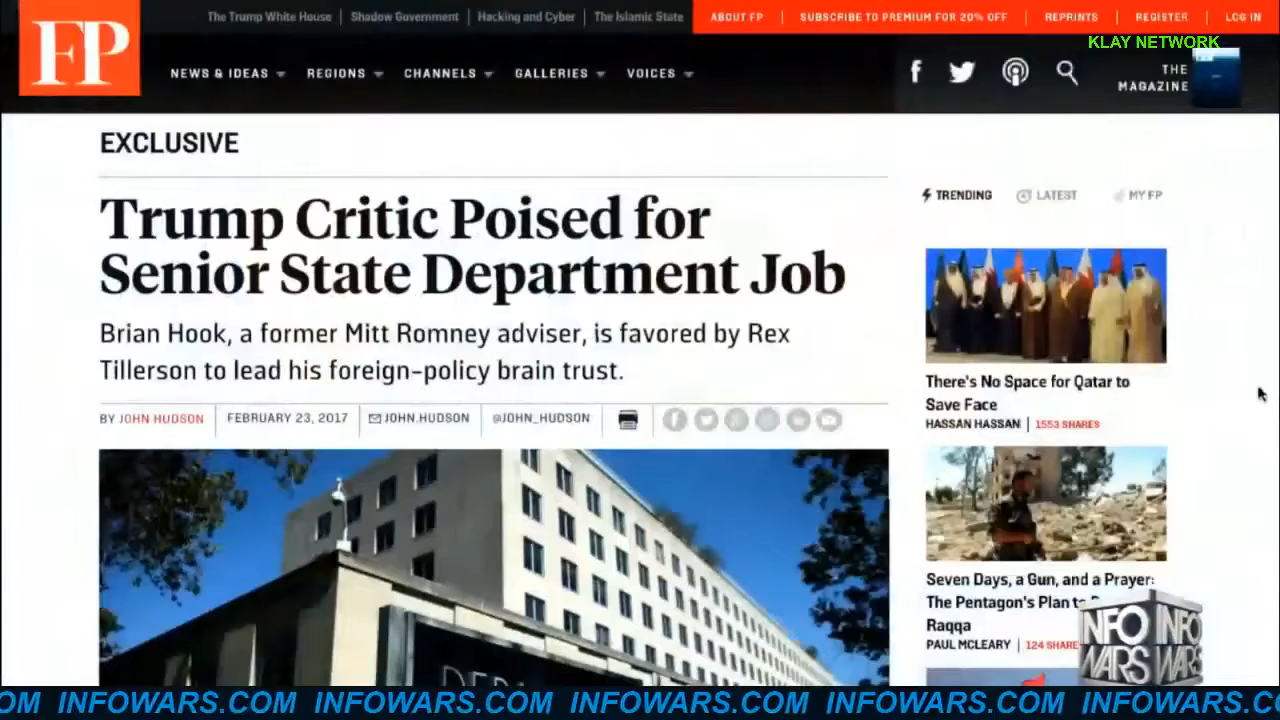 The Trump White House
Shadow Government
Hacking and Cyber
The Islamic State
ABOUT FP
SUBSCRIBE TO PREMIUM FOR 20% OFF
REPRINTS
REGISTER
LOG IN
KLAY NETWORK
FP
NEWS & IDEAS
REGIONS
CHANNELS
GALLERIES
VOICES
THE
MAGAZINE
EXCLUSIVE
Trump Critic Poised for
Senior State Department Job
Brian Hook, a former Mitt Romney adviser, is favored by Rex
Tillerson to lead his foreign-policy brain trust.
BY JOHN HUDSON
FEBRUARY 23, 2017
JOHN.HUDSON
@JOHN_HUDSON
TRENDING
LATEST
MY FP
There's No Space for Qatar to
Save Face
HASSAN HASSAN
1553 SHARES
Seven Days, a Gun, and a Prayer:
The Pentagon's Plan to
Raqqa
PAUL MCLEARY
124 SHARE
INFO
WARS
INFO
WARS
OM INFOWARS.COM INFOWARS.COM INFOWARS.COM INFOWARS.COM INFOWARS.C